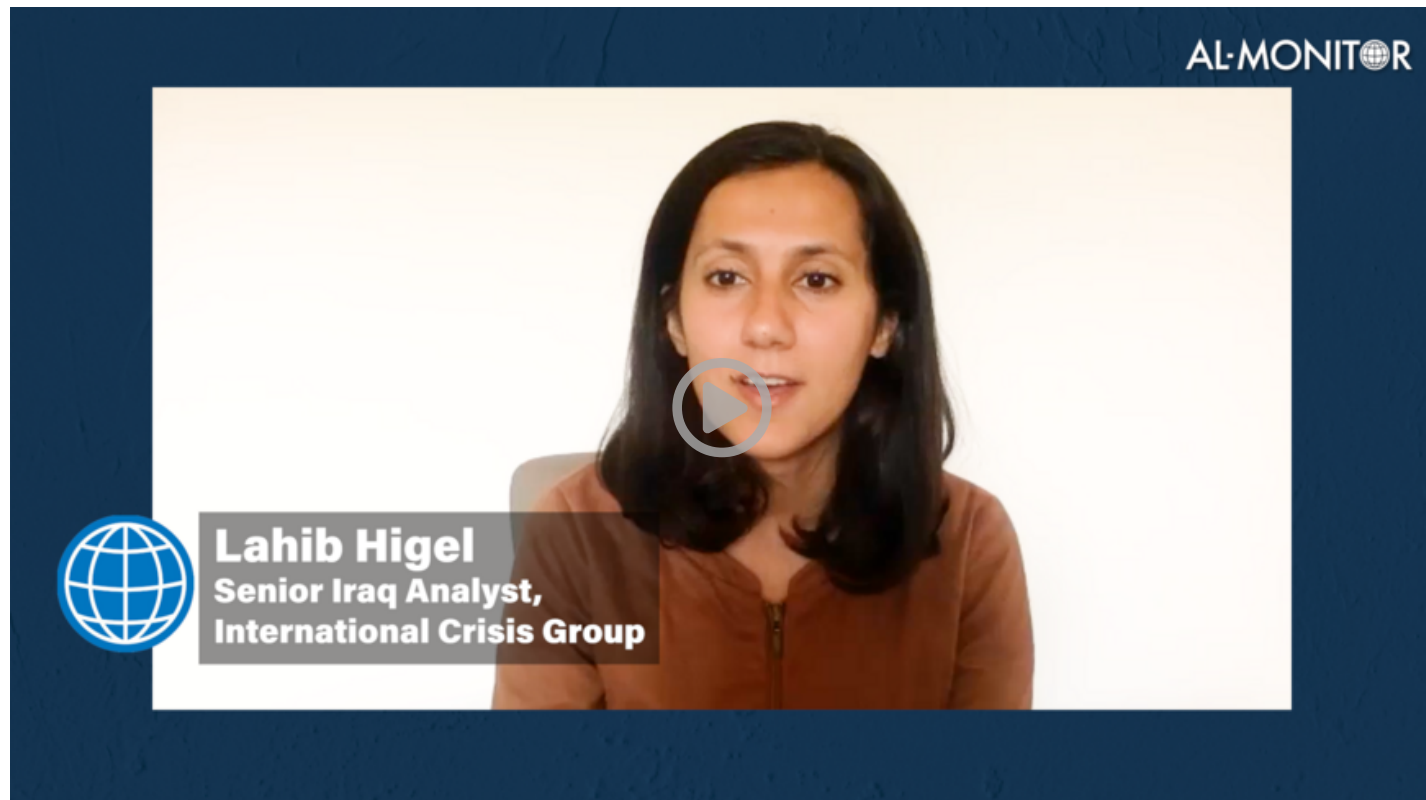 AL-MONITOR
Lahib Higel
Senior Iraq Analyst,
International Crisis Group